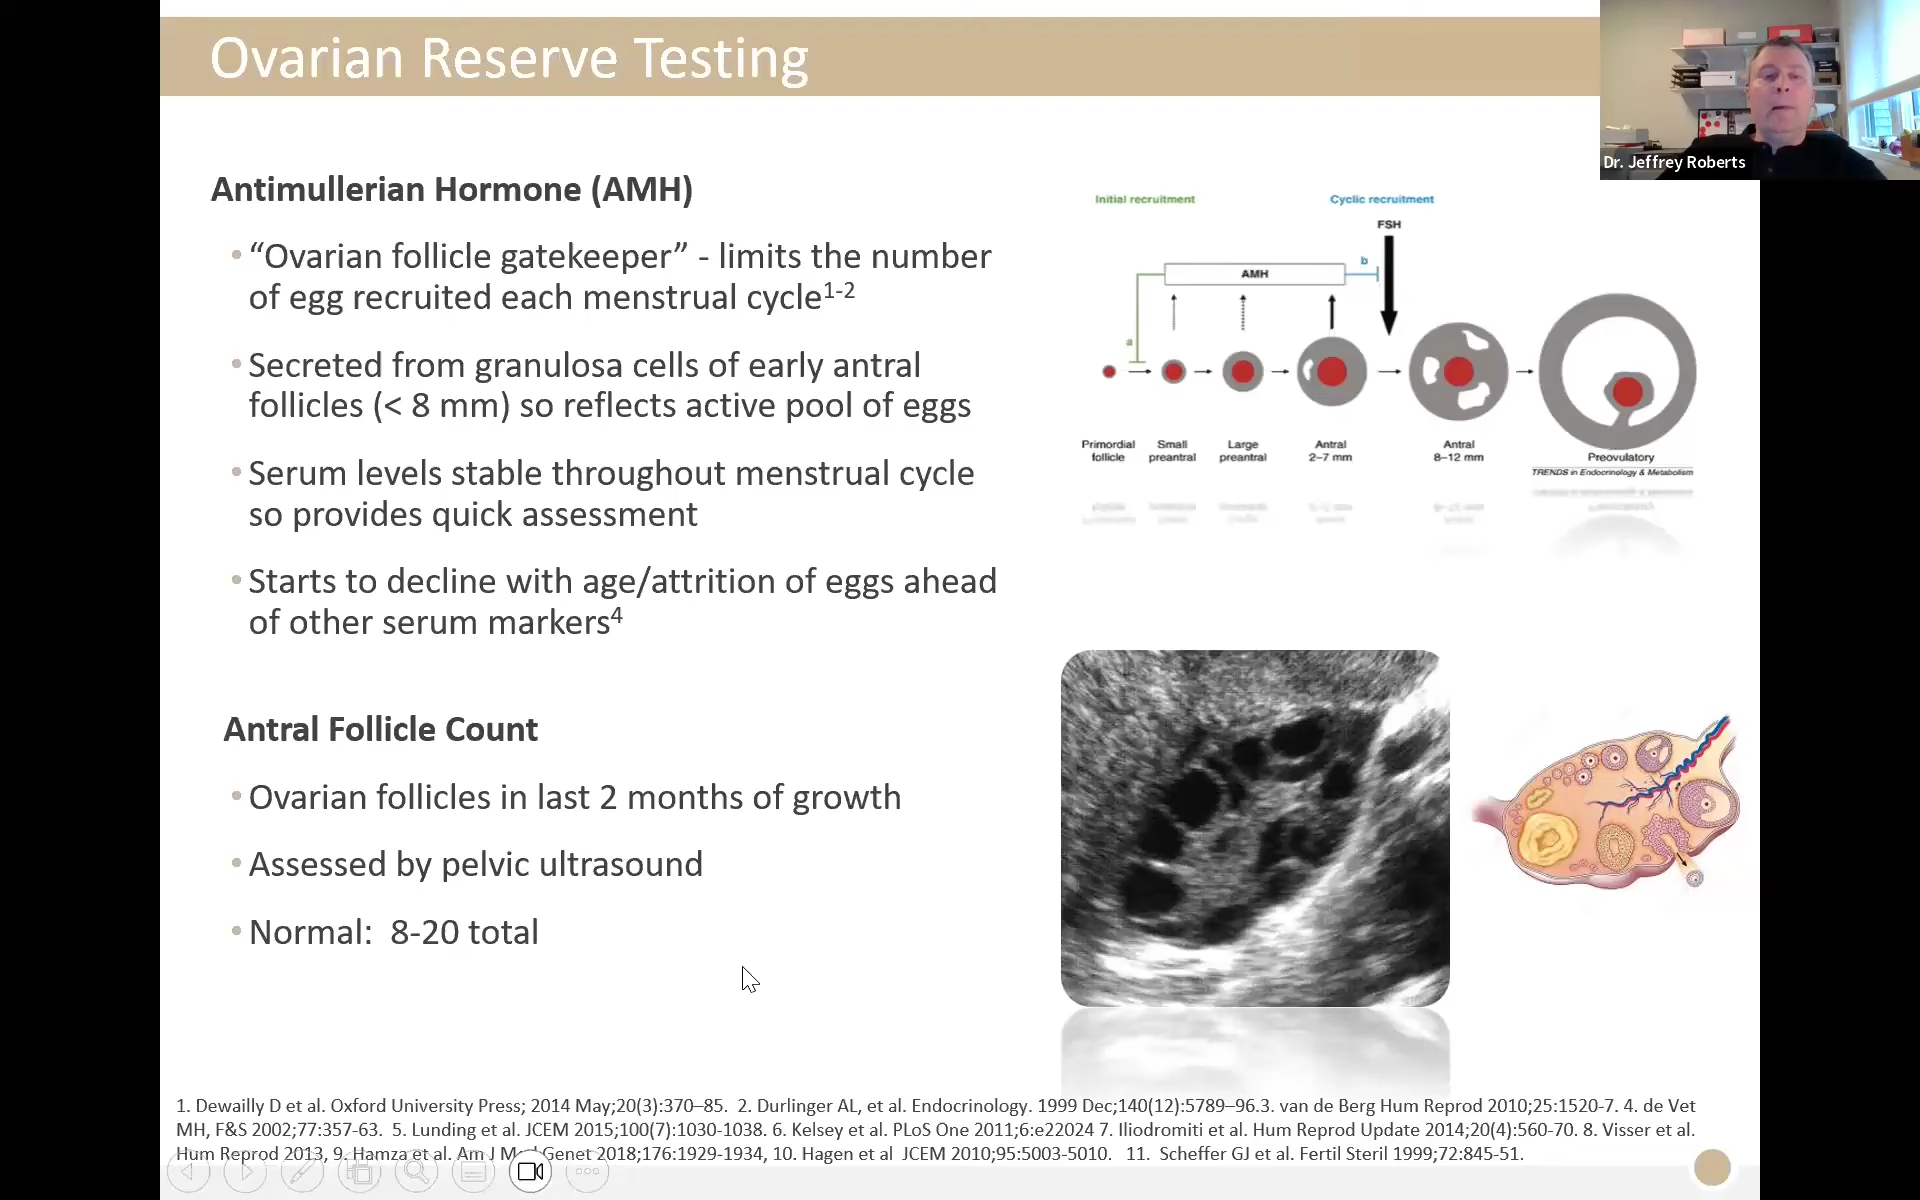 Ovarian Reserve Testing
Dr. Jeffrey Roberts
Antimullerian Hormone (AMH)
• “Ovarian follicle gatekeeper” - limits the number
of egg recruited each menstrual cycle1-2
• Secreted from granulosa cells of early antral
follicles (< 8 mm) so reflects active pool of eggs
• Serum levels stable throughout menstrual cycle
so provides quick assessment
• Starts to decline with age/attrition of eggs ahead
of other serum markers4
Antral Follicle Count
• Ovarian follicles in last 2 months of growth
• Assessed by pelvic ultrasound
• Normal:  8-20 total
Initial recruitment
Cyclic recruitment
FSH
b
AMH
a
Primordial
follicle
Small
preantral
Large
preantral
Antral
2–7 mm
Antral
8–12 mm
Preovulatory
TRENDS in Endocrinology & Metabolism
1. Dewailly D et al. Oxford University Press; 2014 May;20(3):370–85.  2. Durlinger AL, et al. Endocrinology. 1999 Dec;140(12):5789–96.3. van de Berg Hum Reprod 2010;25:1520-7. 4. de Vet
MH, F&S 2002;77:357-63.  5. Lunding et al. JCEM 2015;100(7):1030-1038. 6. Kelsey et al. PLoS One 2011;6:e22024 7. Iliodromiti et al. Hum Reprod Update 2014;20(4):560-70. 8. Visser et al.
Hum Reprod 2013, 9. Hamza et al. Am J Med Genet 2018;176:1929-1934, 10. Hagen et al  JCEM 2010;95:5003-5010.   11.  Scheffer GJ et al. Fertil Steril 1999;72:845-51.